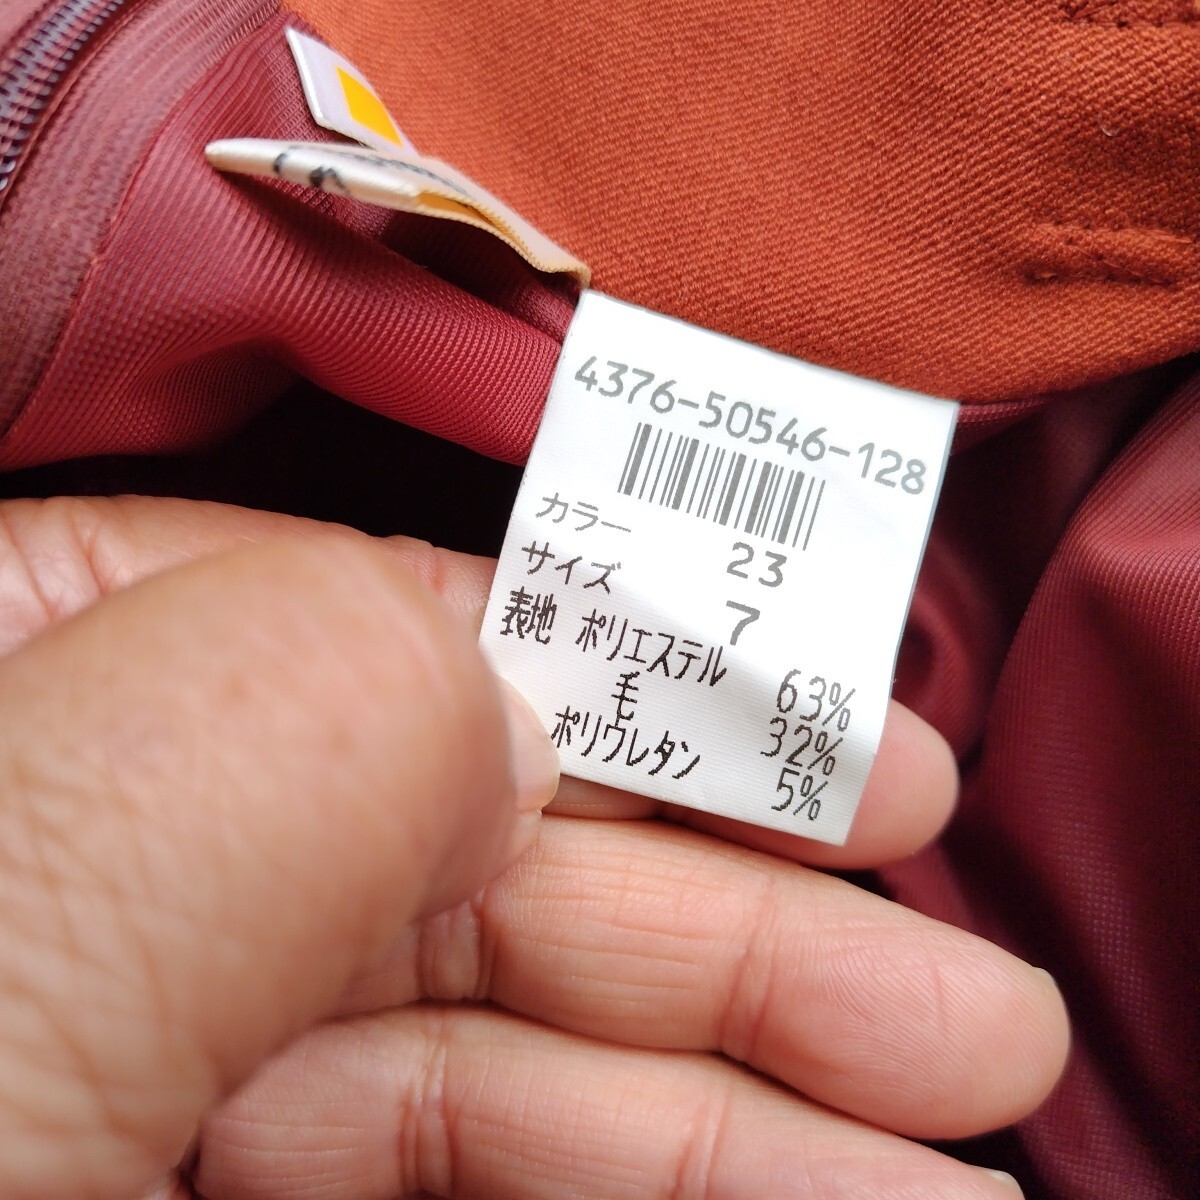 4376-50546-128
カラー 23
サイズ 7
表地 ポリエステル 63%
毛 32%
ポリウレタン 5%